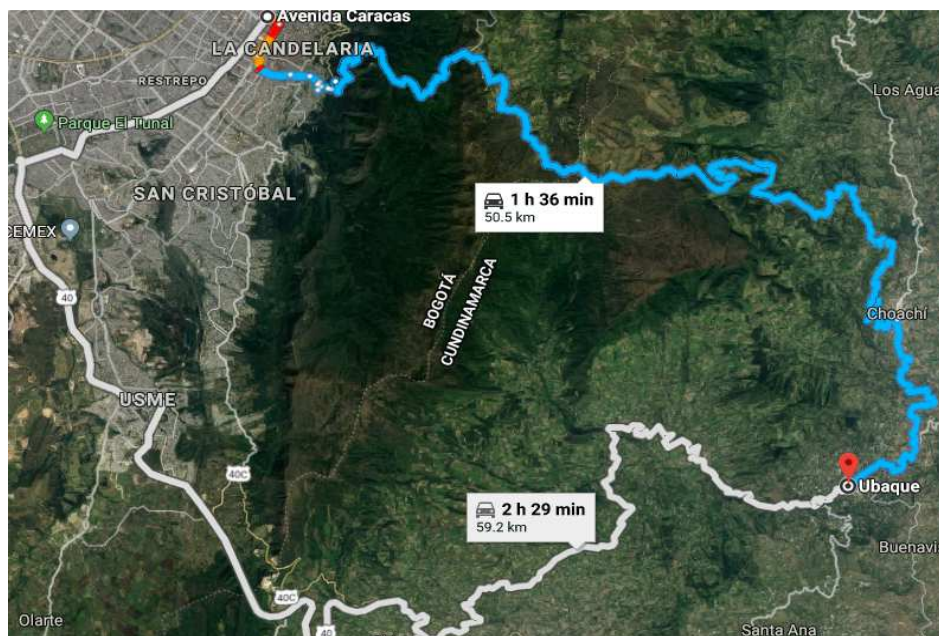 Avenida Caracas
LA CANDELARIA
RESTREPO
Los Agua
Parque El Tunal
SAN CRISTÓBAL
1 h 36 min
50.5 km
CEMEX
BOGOTÁ
CUNDINAMARCA
40
Choachí
USME
40C
Ubaque
2 h 29 min
59.2 km
Buenavis
40C
40
Olarte
Santa Ana